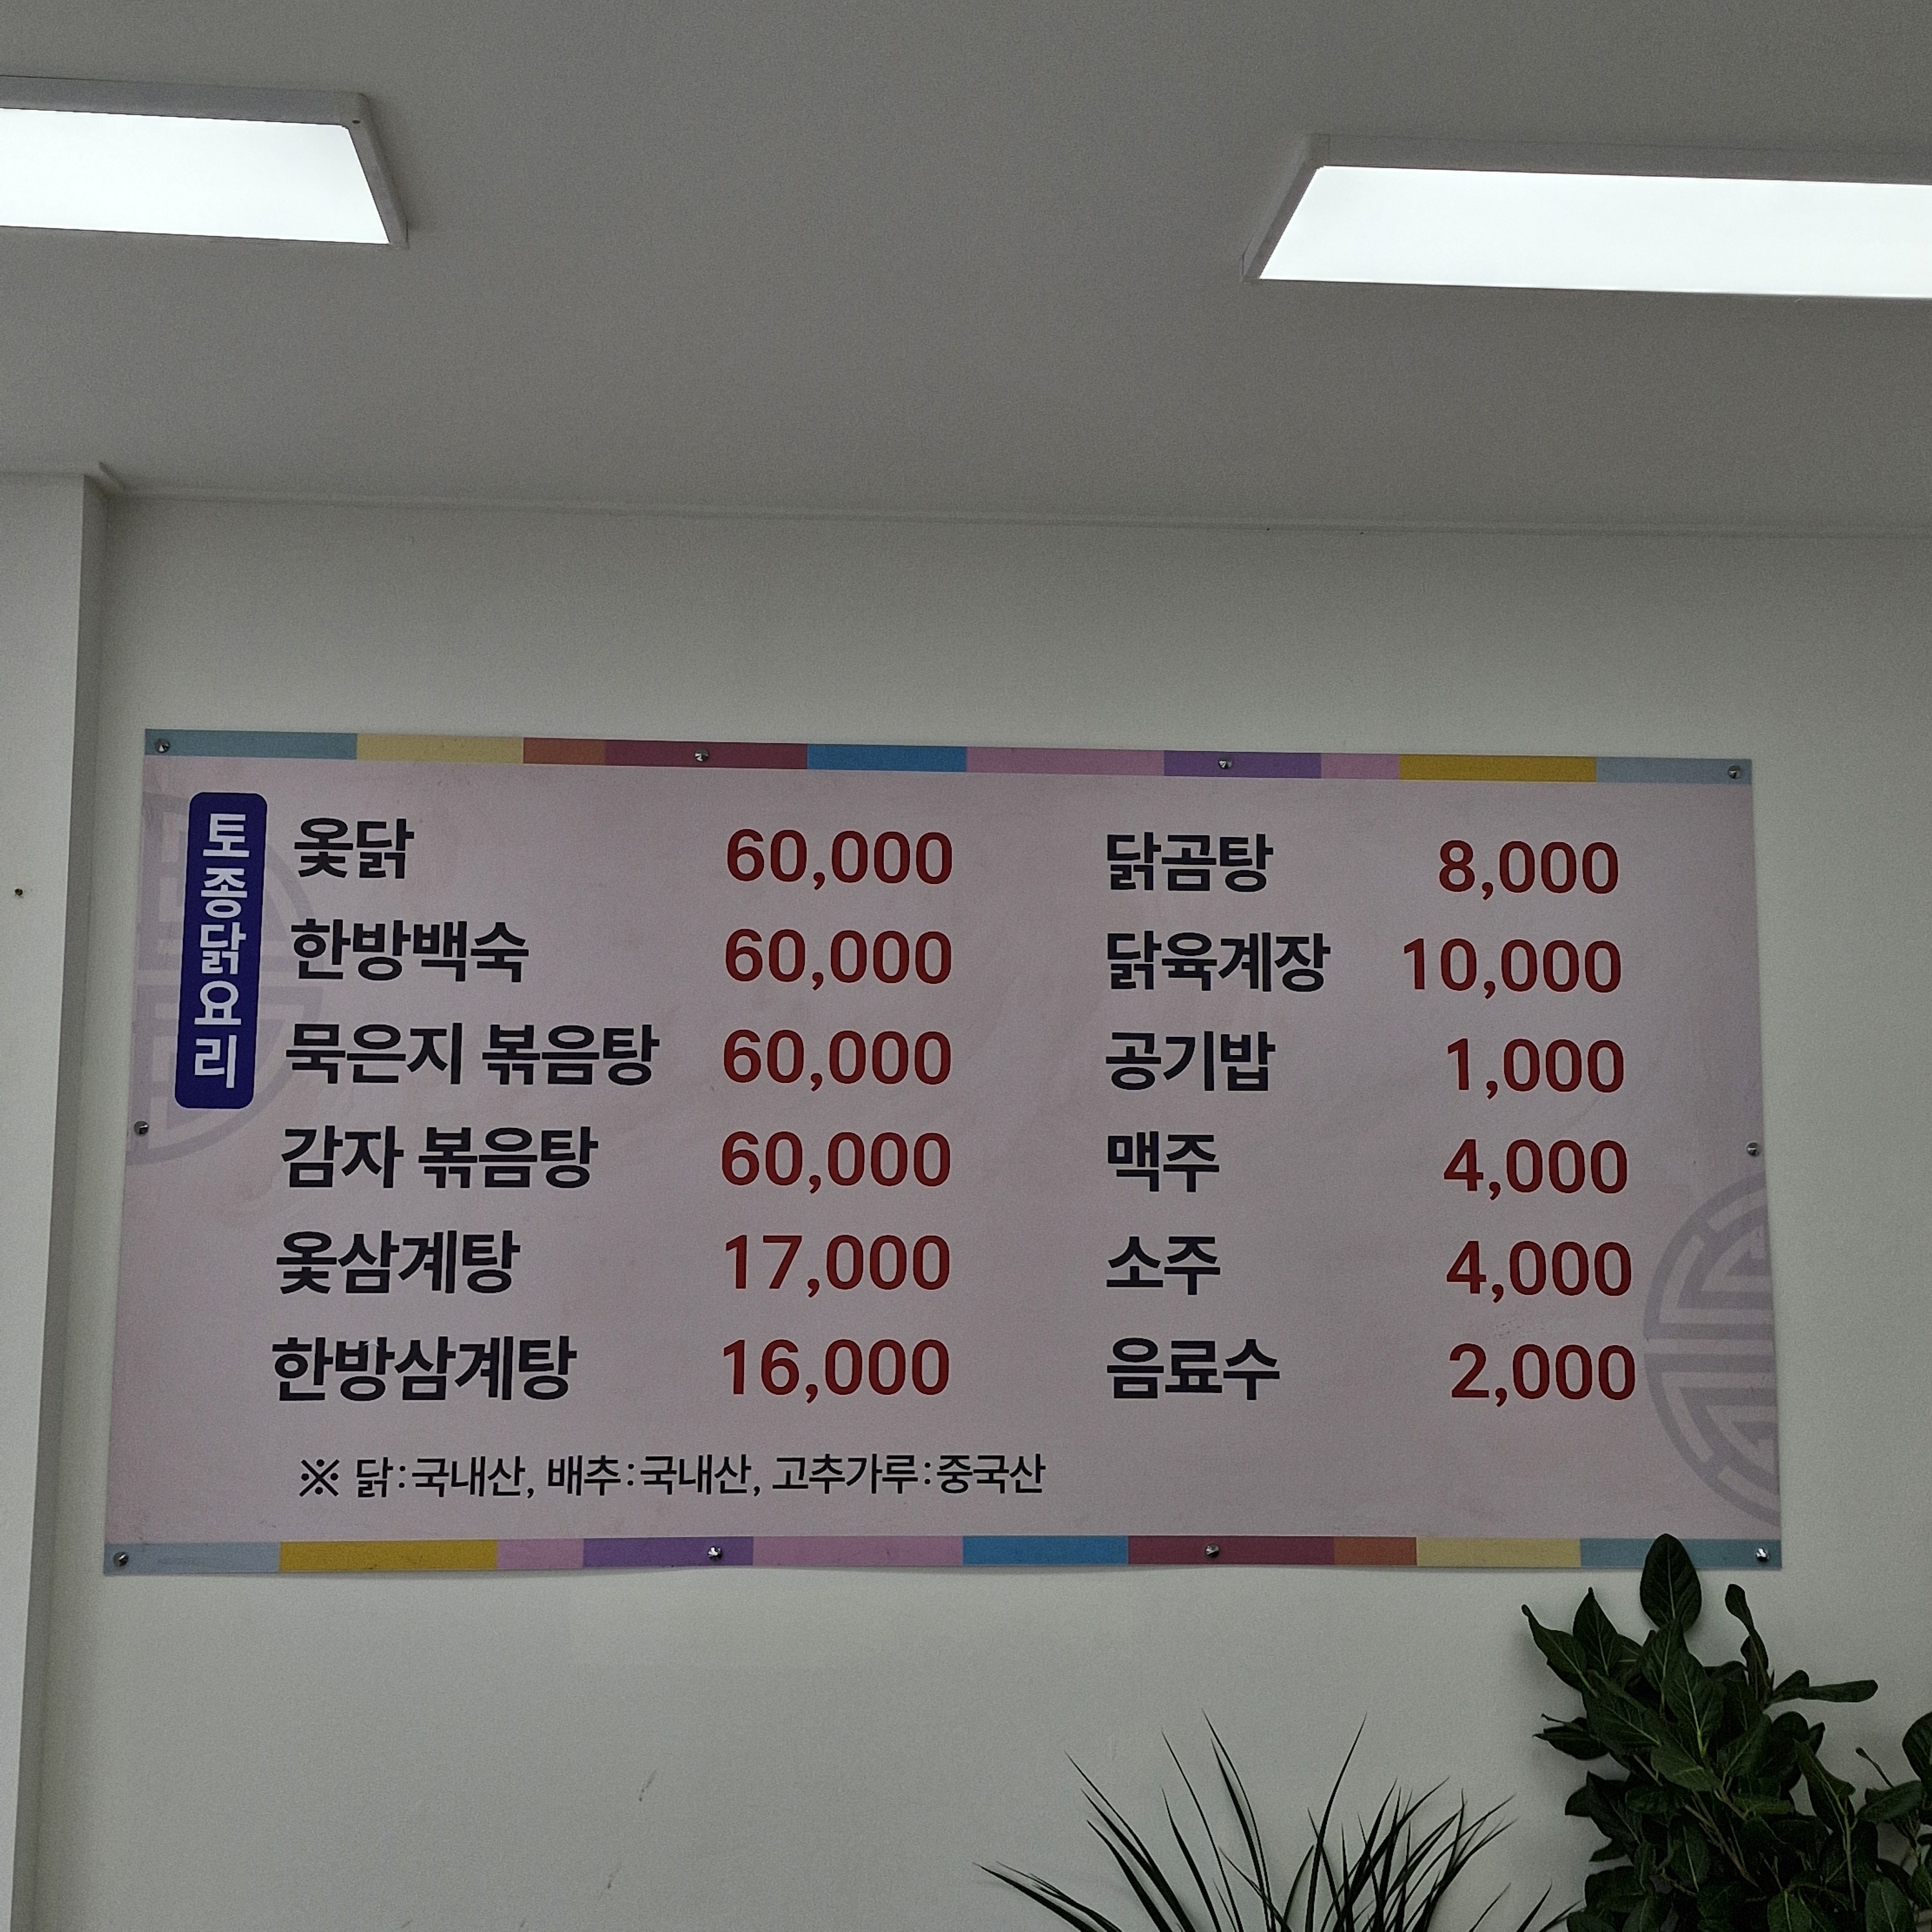 토종닭요리
옻닭 60,000
한방백숙 60,000
묵은지 볶음탕 60,000
감자 볶음탕 60,000
옻삼계탕 17,000
한방삼계탕 16,000
닭곰탕 8,000
닭육계장 10,000
공기밥 1,000
맥주 4,000
소주 4,000
음료수 2,000
※ 닭:국내산, 배추:국내산, 고추가루:중국산